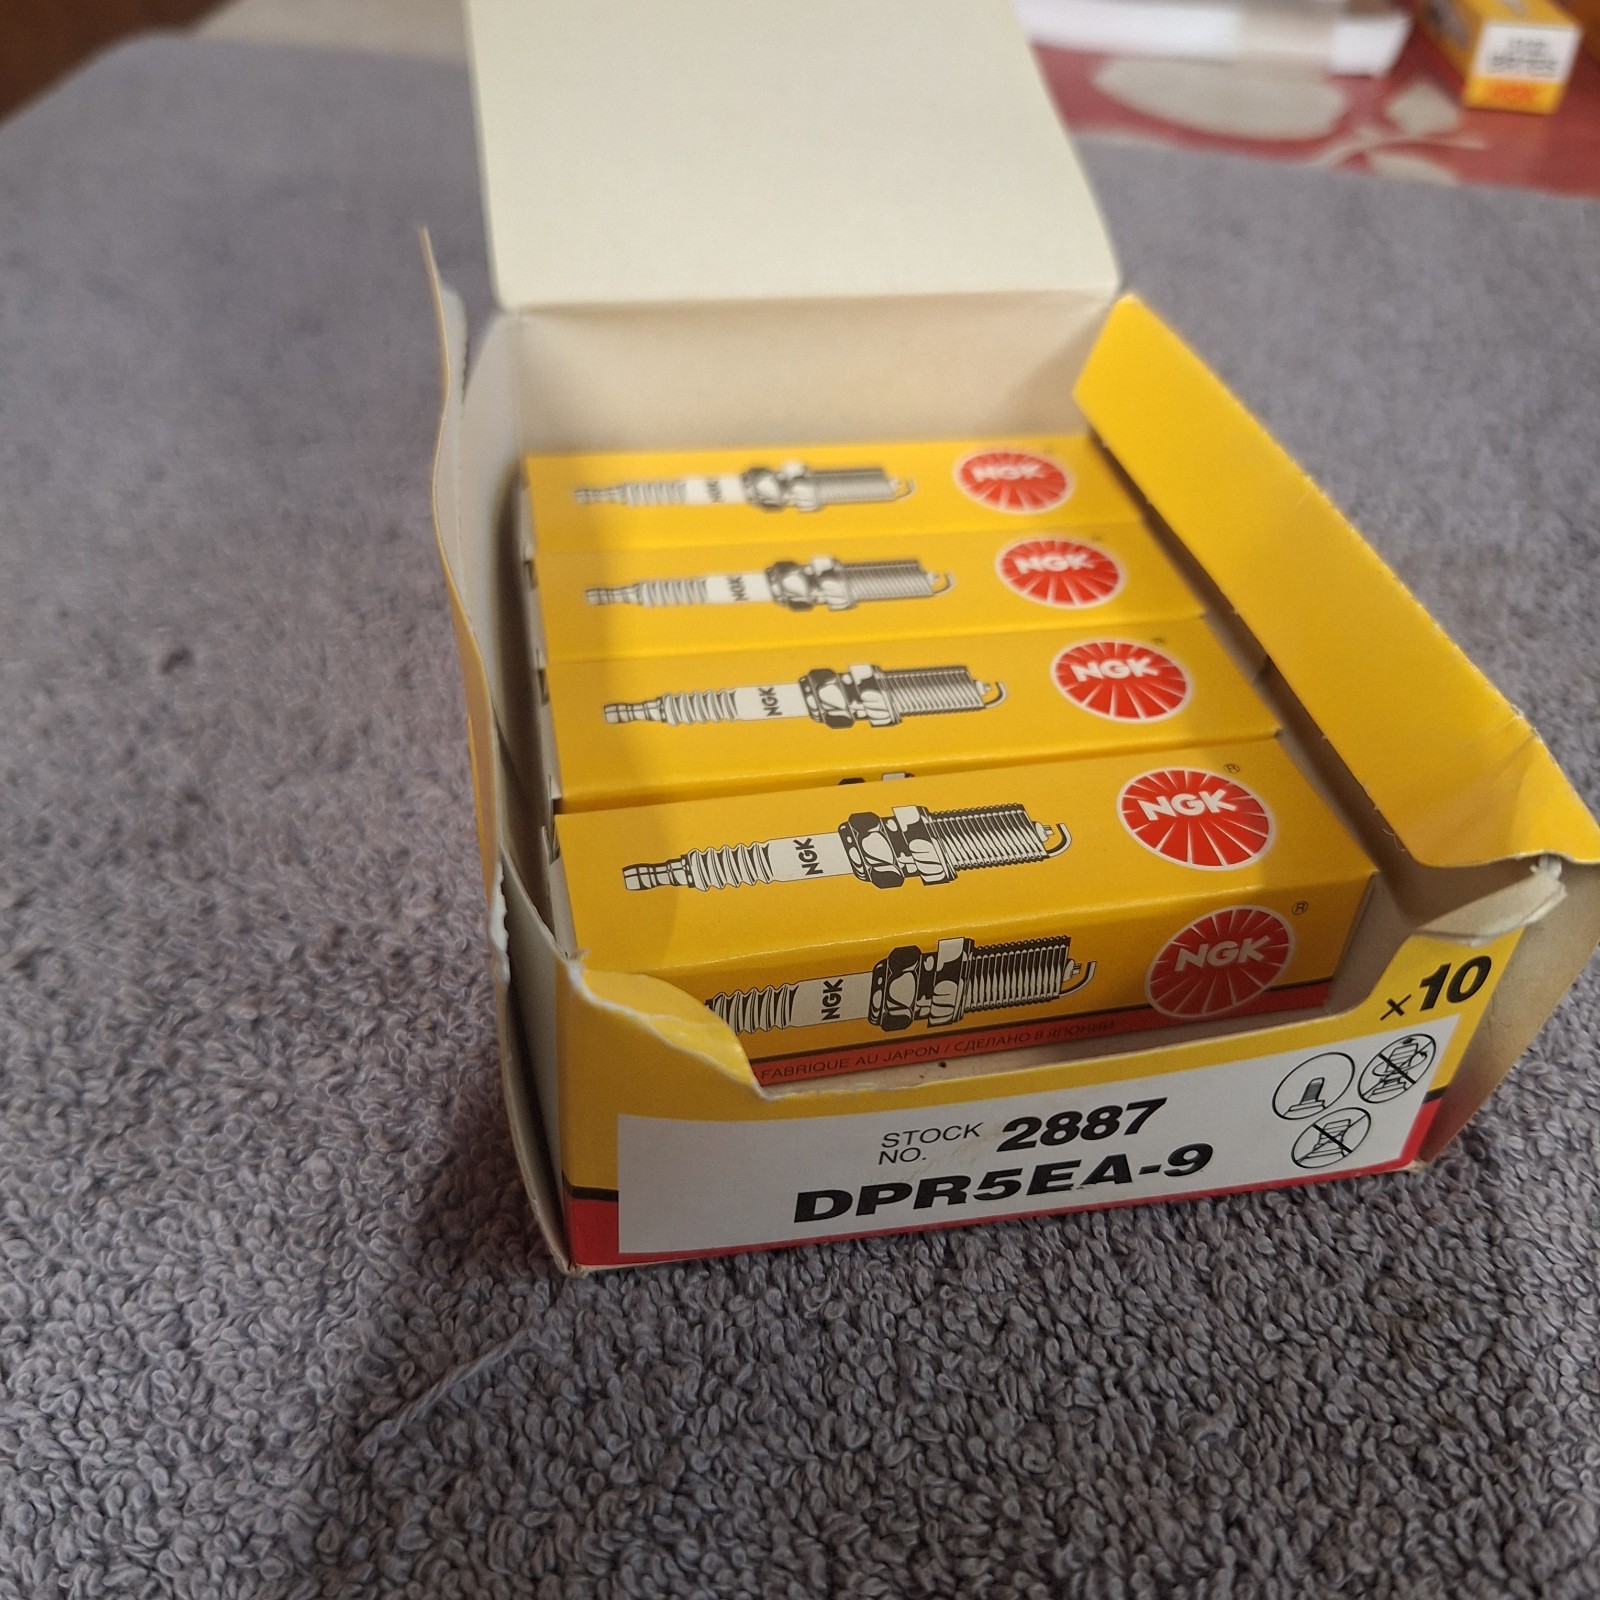 NGK
NGK
NGK
NGK
NGK
NGK
NGK
NGK ®
NGK
NGK ®
FABRIQUE AU JAPON / СДЕЛАНО В ЯПОНИИ
×10
STOCK NO. 2887
DPR5EA-9
NGK